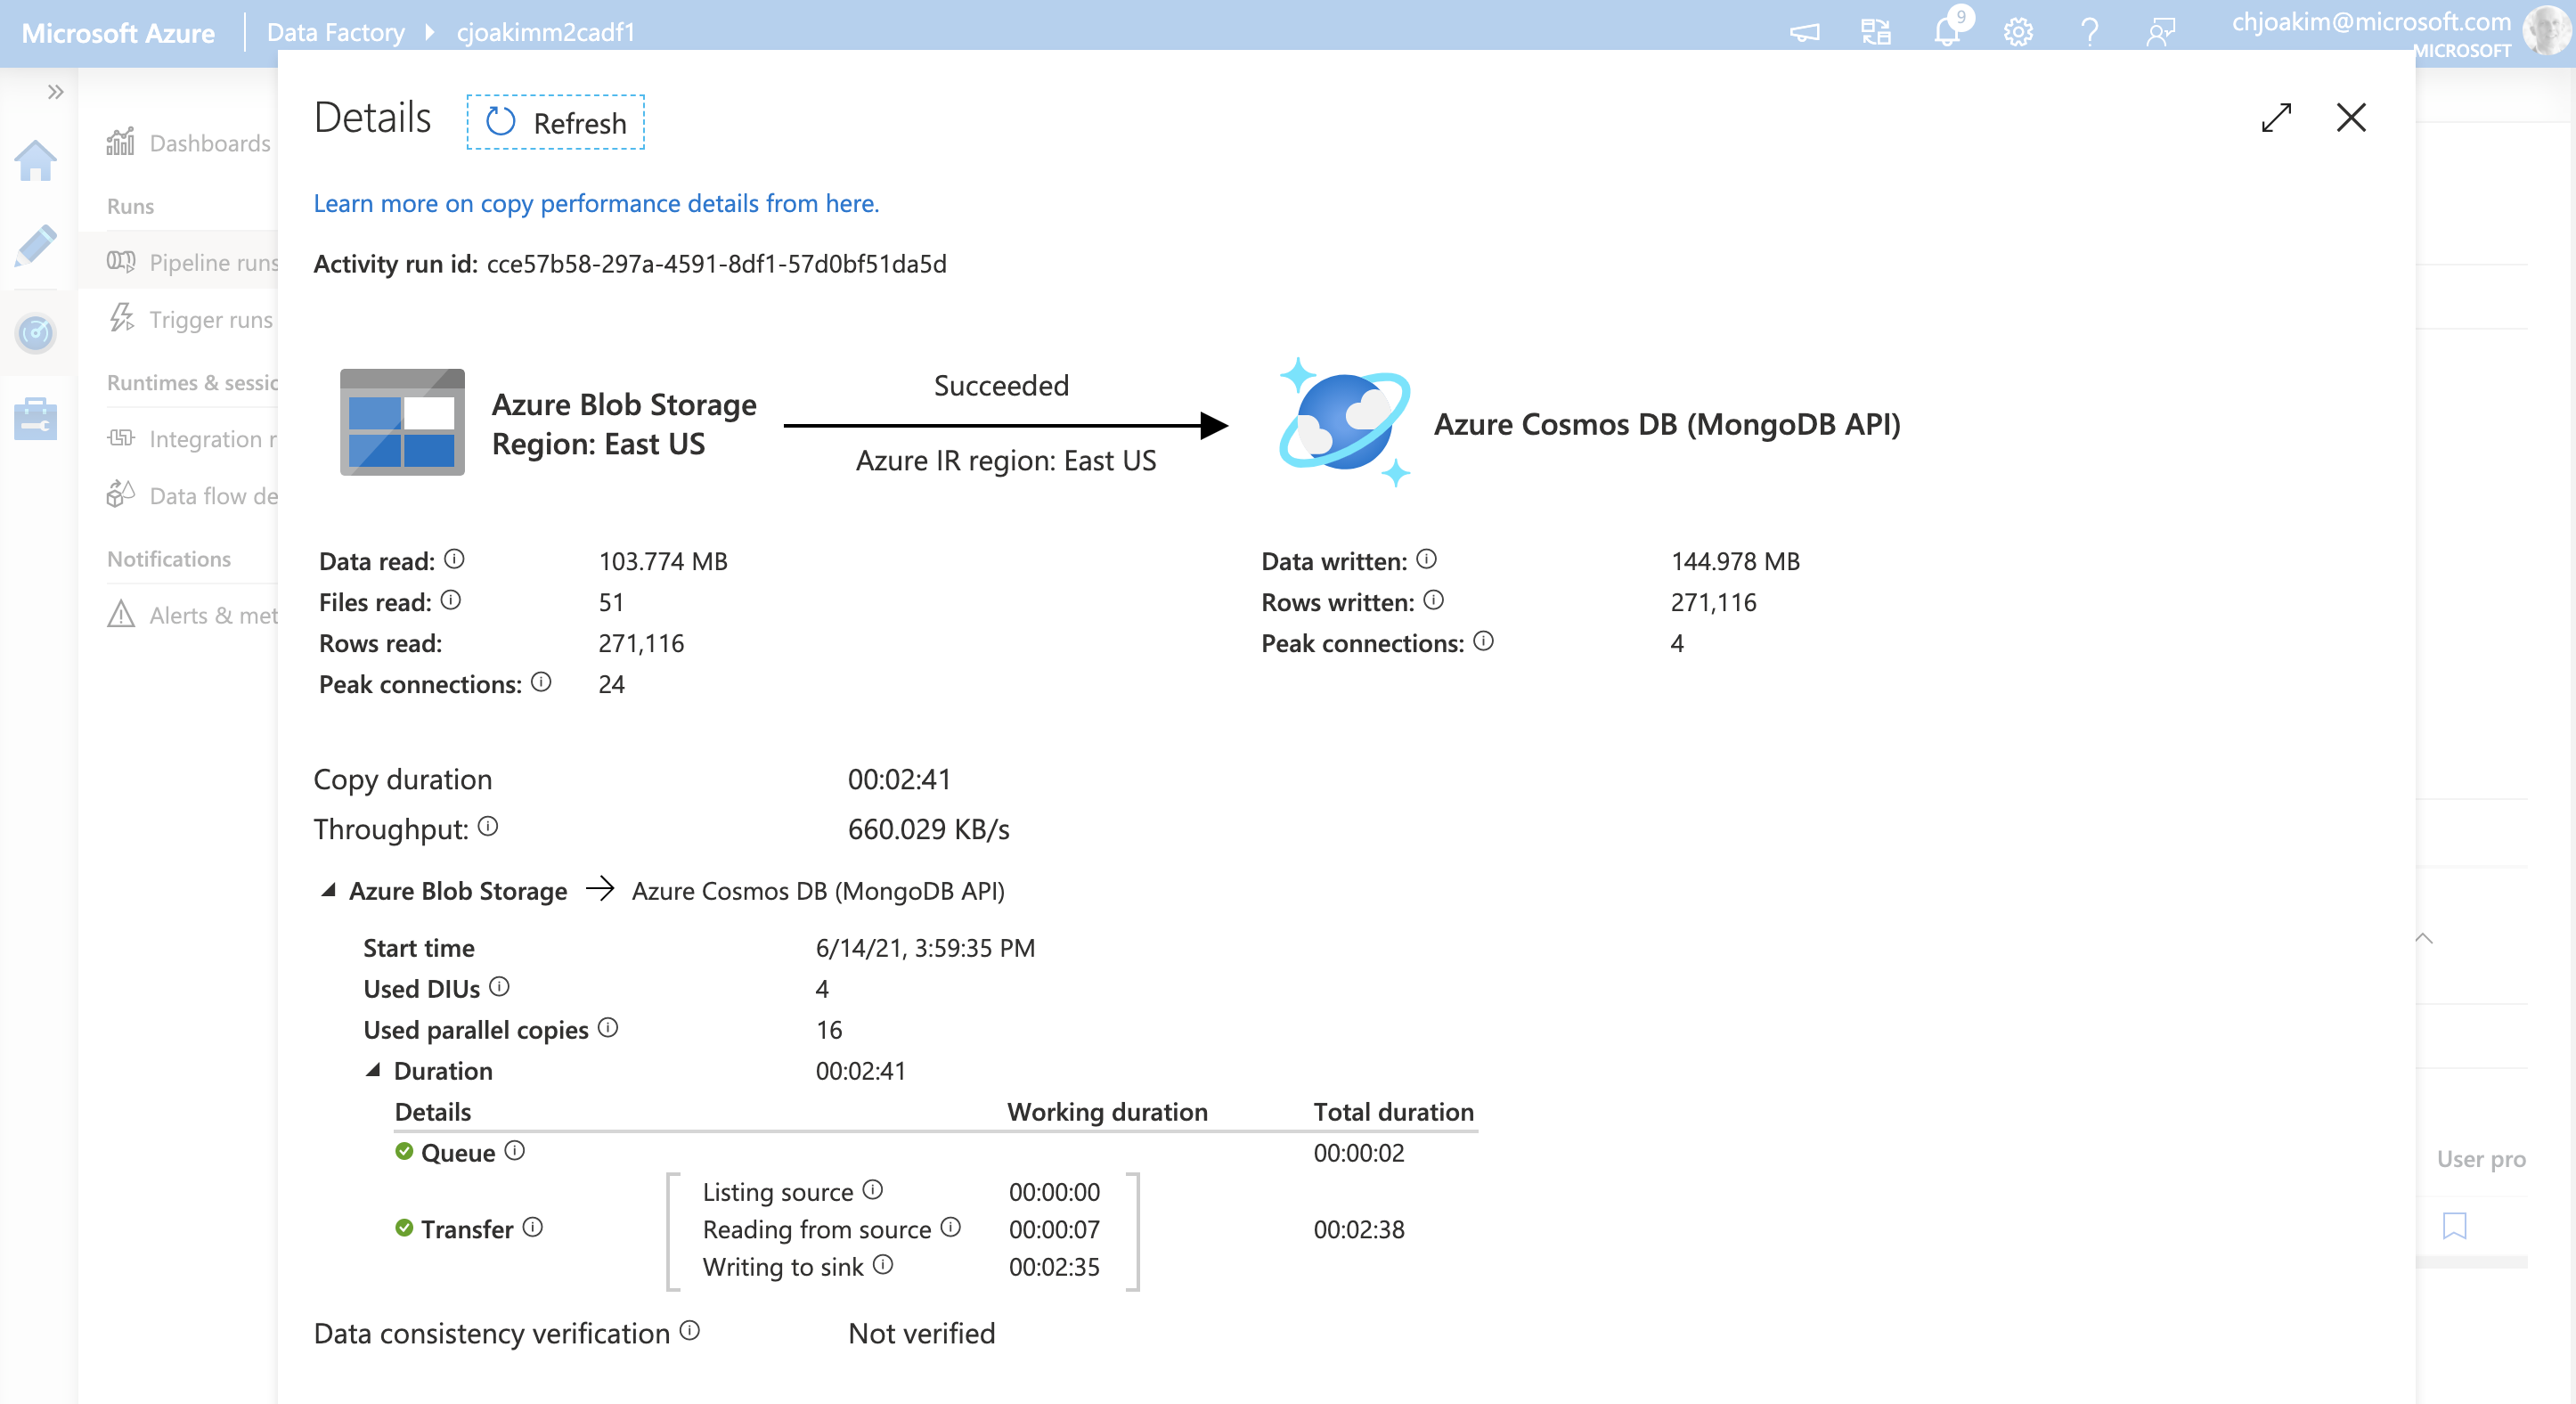 Microsoft Azure Data Factory cjoakimm2cadf1 9 chjoakim@microsoft.com
MICROSOFT
Dashboards
Runs
Pipeline runs
Trigger runs
Runtimes & sessio
Integration r
Data flow de
Notifications
Alerts & met
Details Refresh
Learn more on copy performance details from here.
Activity run id: cce57b58-297a-4591-8df1-57d0bf51da5d
Azure Blob Storage
Region: East US
Succeeded
Azure IR region: East US
Azure Cosmos DB (MongoDB API)
Data read: 103.774 MB
Files read: 51
Rows read: 271,116
Peak connections: 24
Data written: 144.978 MB
Rows written: 271,116
Peak connections: 4
Copy duration 00:02:41
Throughput: 660.029 KB/s
Azure Blob Storage → Azure Cosmos DB (MongoDB API)
Start time 6/14/21, 3:59:35 PM
Used DIUs 4
Used parallel copies 16
Duration 00:02:41
Details Working duration Total duration
Queue 00:00:02
Listing source 00:00:00
Transfer Reading from source 00:00:07 00:02:38
Writing to sink 00:02:35
Data consistency verification Not verified
User pro